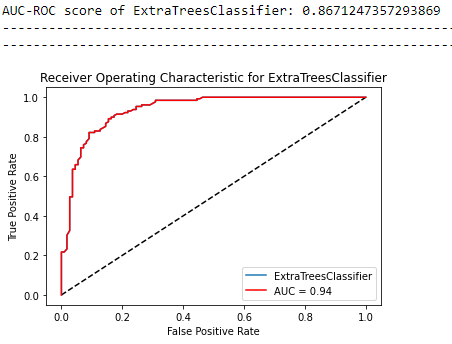 AUC-ROC score of ExtraTreesClassifier: 0.8671247357293869
--------------------------------------------------------
--------------------------------------------------------
Receiver Operating Characteristic for ExtraTreesClassifier
1.0
0.8
0.6
0.4
0.2
0.0
True Positive Rate
ExtraTreesClassifier
AUC = 0.94
0.0 0.2 0.4 0.6 0.8 1.0
False Positive Rate